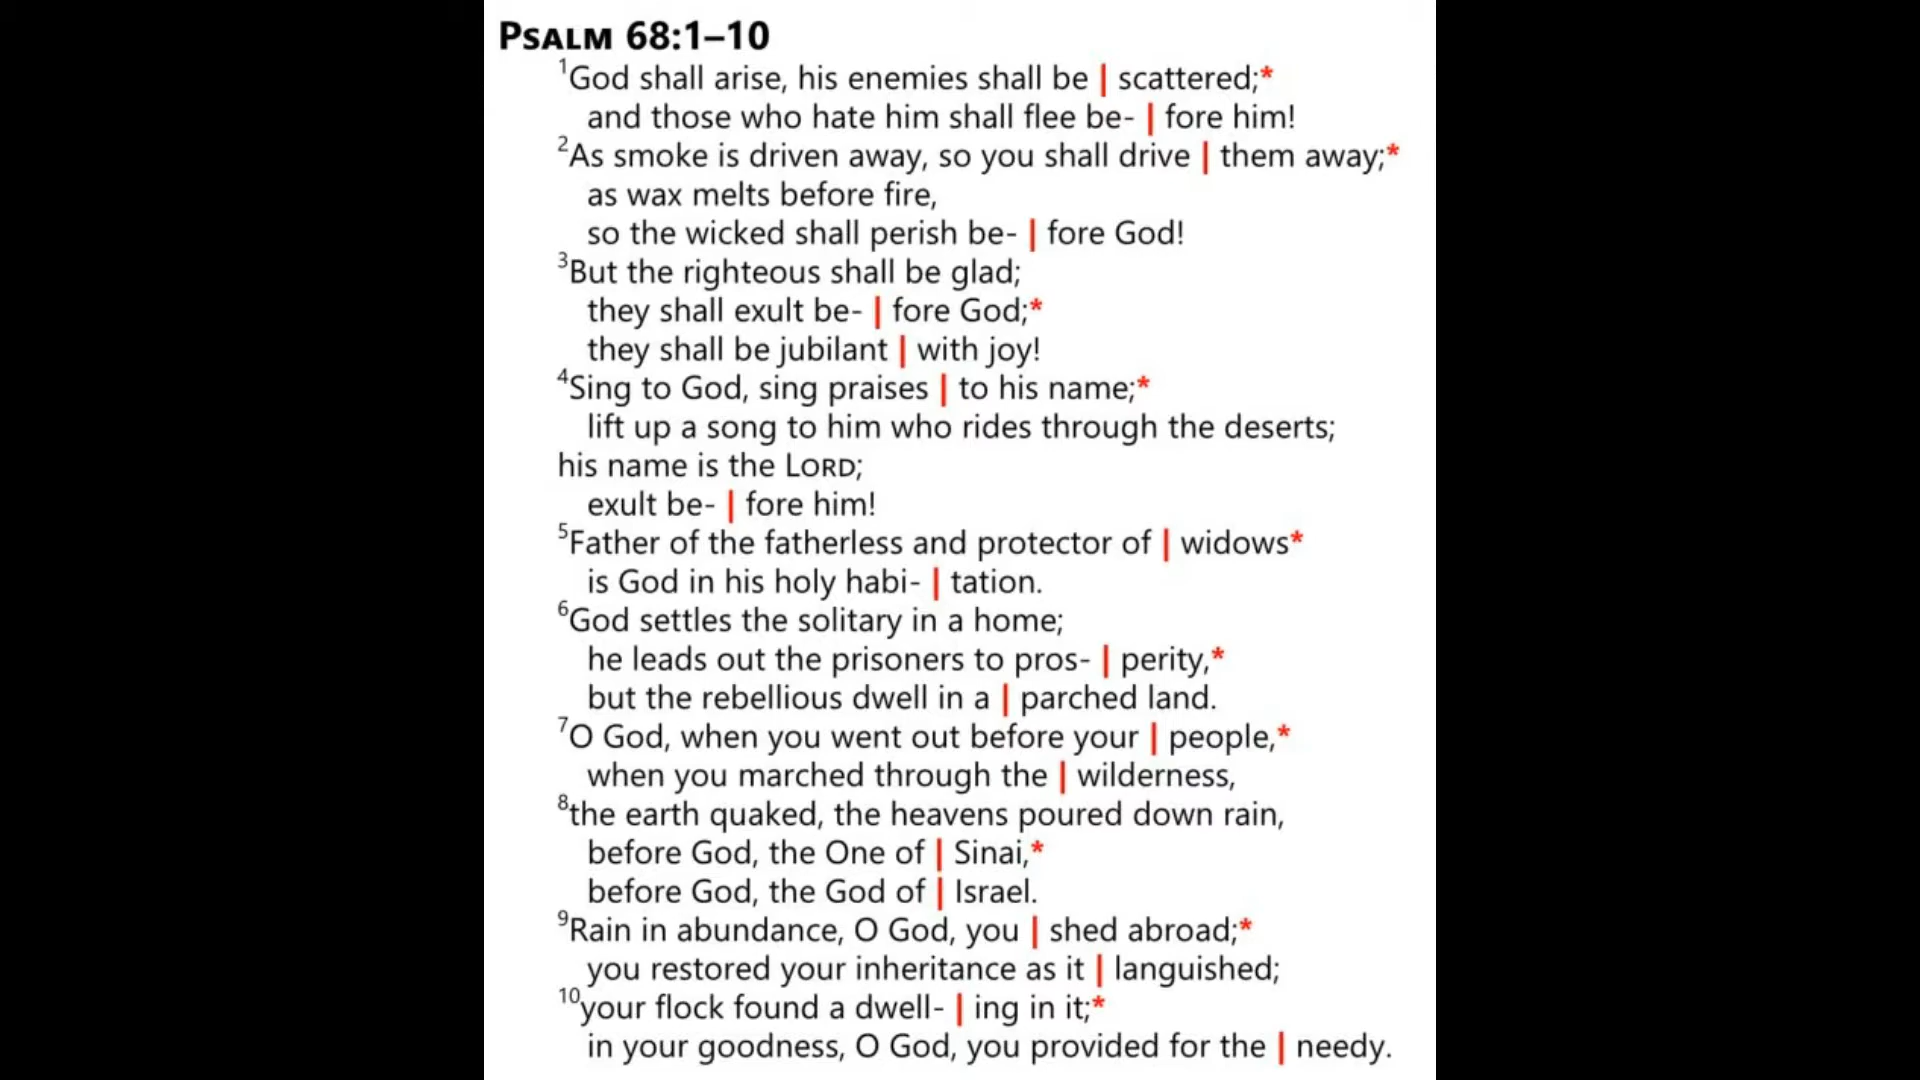 PSALM 68:1–10
¹God shall arise, his enemies shall be | scattered;*
and those who hate him shall flee be- | fore him!
²As smoke is driven away, so you shall drive | them away;*
as wax melts before fire,
so the wicked shall perish be- | fore God!
³But the righteous shall be glad;
they shall exult be- | fore God;*
they shall be jubilant | with joy!
⁴Sing to God, sing praises | to his name;*
lift up a song to him who rides through the deserts;
his name is the LORD;
exult be- | fore him!
⁵Father of the fatherless and protector of | widows*
is God in his holy habi- | tation.
⁶God settles the solitary in a home;
he leads out the prisoners to pros- | perity,*
but the rebellious dwell in a | parched land.
⁷O God, when you went out before your | people,*
when you marched through the | wilderness,
⁸the earth quaked, the heavens poured down rain,
before God, the One of | Sinai,*
before God, the God of | Israel.
⁹Rain in abundance, O God, you | shed abroad;*
you restored your inheritance as it | languished;
¹⁰your flock found a dwell- | ing in it;*
in your goodness, O God, you provided for the | needy.